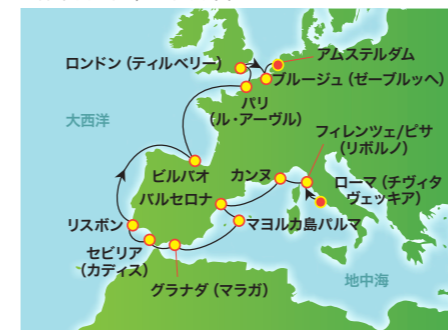 アムステルダム
ロンドン（ティルベリー）
ブルージュ（ゼーブルッヘ）
パリ
（ル・アーヴル）
大西洋
フィレンツェ/ピサ
（リボルノ）
ビルバオ
カンヌ
ローマ（チヴィタ
ヴェッキア）
バルセロナ
リスボン
マヨルカ島パルマ
セビリア
（カディス）
グラナダ（マラガ）
地中海